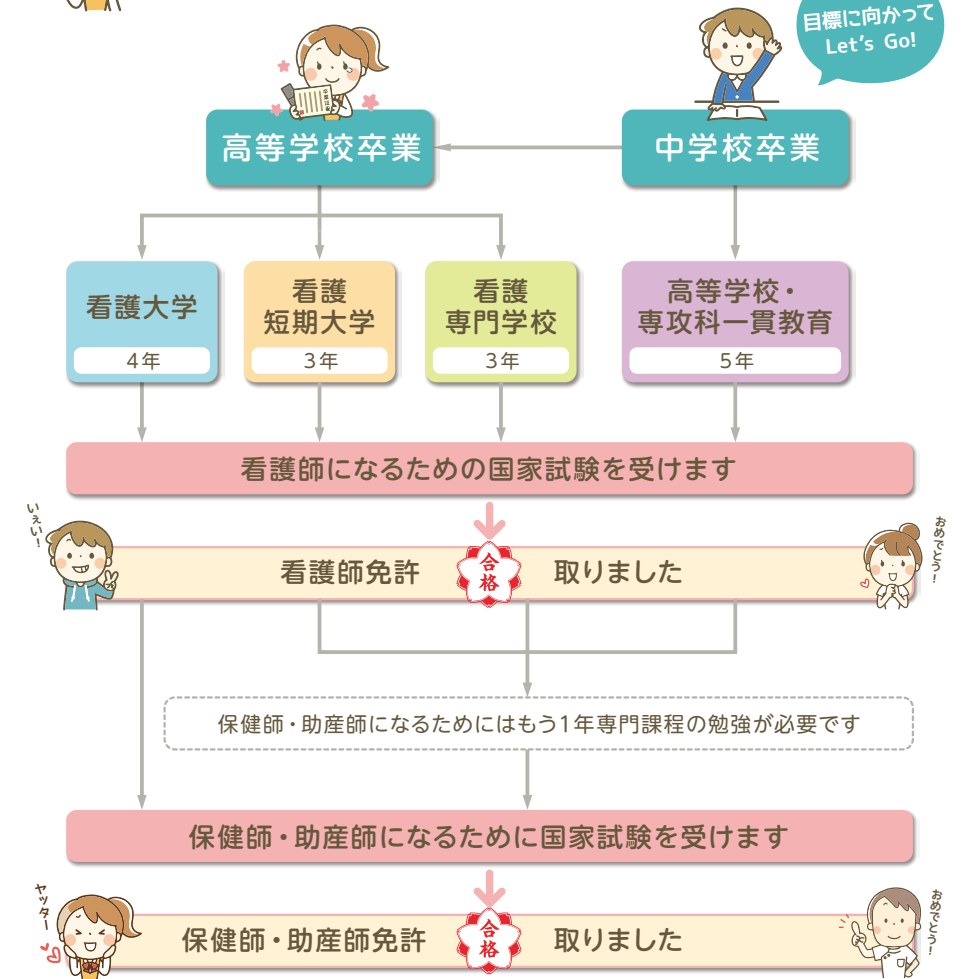 目標に向かって
Let's Go!
高等学校卒業
中学校卒業
看護大学
4年
看護
短期大学
3年
看護
専門学校
3年
高等学校・
専攻科一貫教育
5年
看護師になるための国家試験を受けます
いぇい!
看護師免許
合格
取りました
おめでとう!
保健師・助産師になるためにはもう1年専門課程の勉強が必要です
保健師・助産師になるために国家試験を受けます
ヤッター
保健師・助産師免許
合格
取りました
おめでとう!